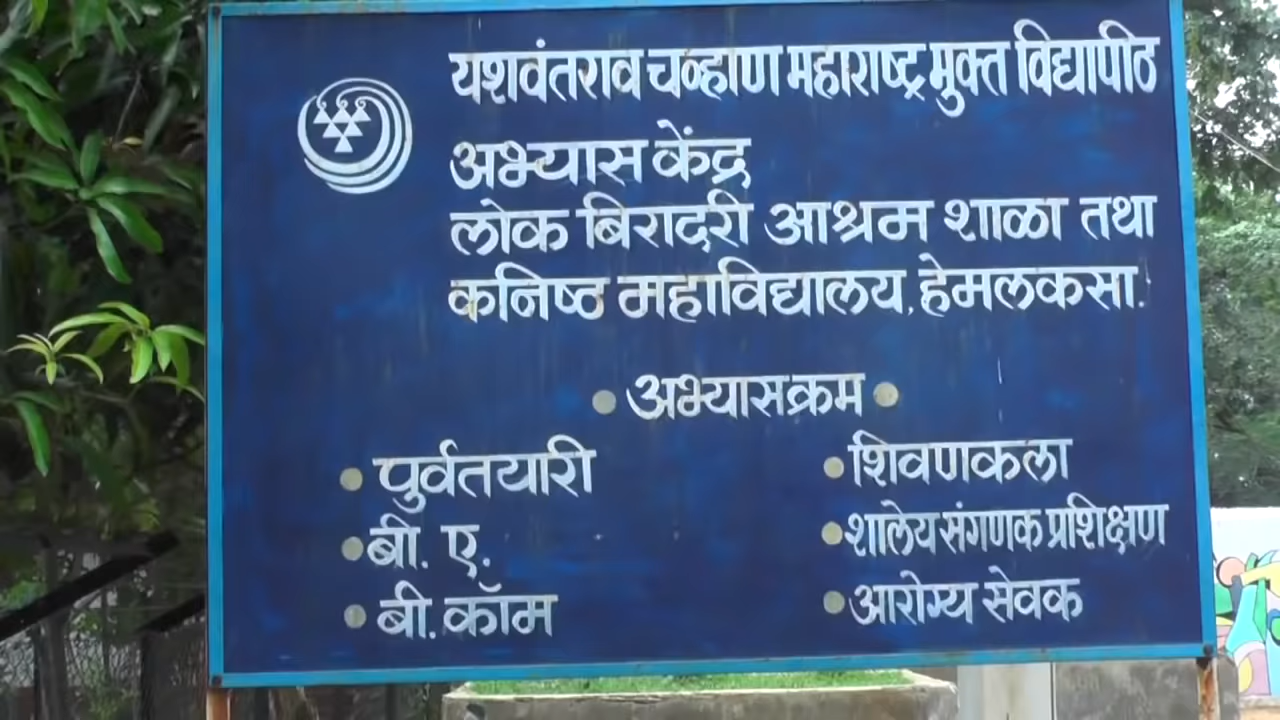 यशवंतराव चव्हाण महाराष्ट्र मुक्त विद्यापीठ
अभ्यास केंद्र
लोक बिरादरी आश्रम शाळा तथा
कनिष्ठ महाविद्यालय, हेमलकसा.
• अभ्यासक्रम •
• पुर्वतयारी
• बी. ए.
• बी. कॉम
• शिवणकला
• शालेय संगणक प्रशिक्षण
• आरोग्य सेवक